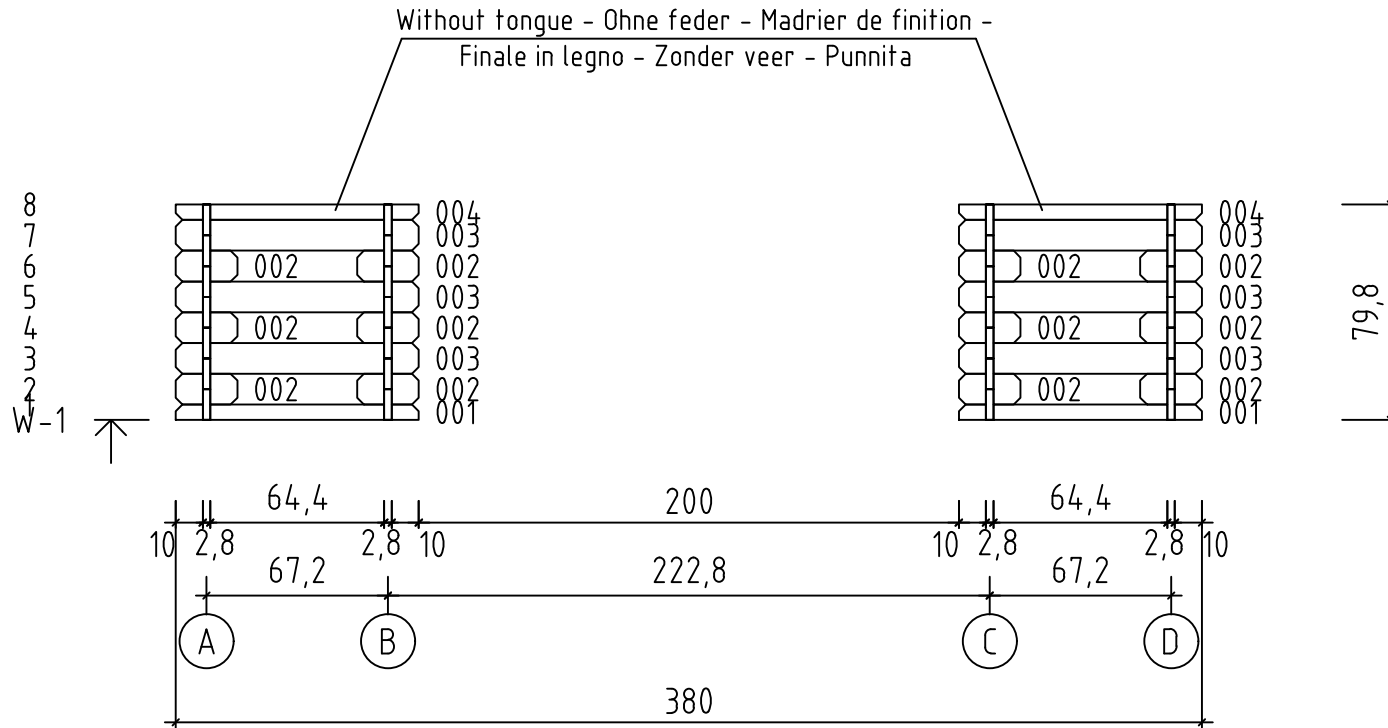 Without tongue - Ohne feder - Madrier de finition -
Finale in legno - Zonder veer - Punnita
8 004 004
7 003 003
6 002 002 002 002
5 003 003
4 002 002 002 002
3 003 003
2 002 002 002 002
1 001 001
W-1
79,8
64,4 200 64,4
10 2,8 2,8 10 10 2,8 2,8 10
67,2 222,8 67,2
A B C D
380